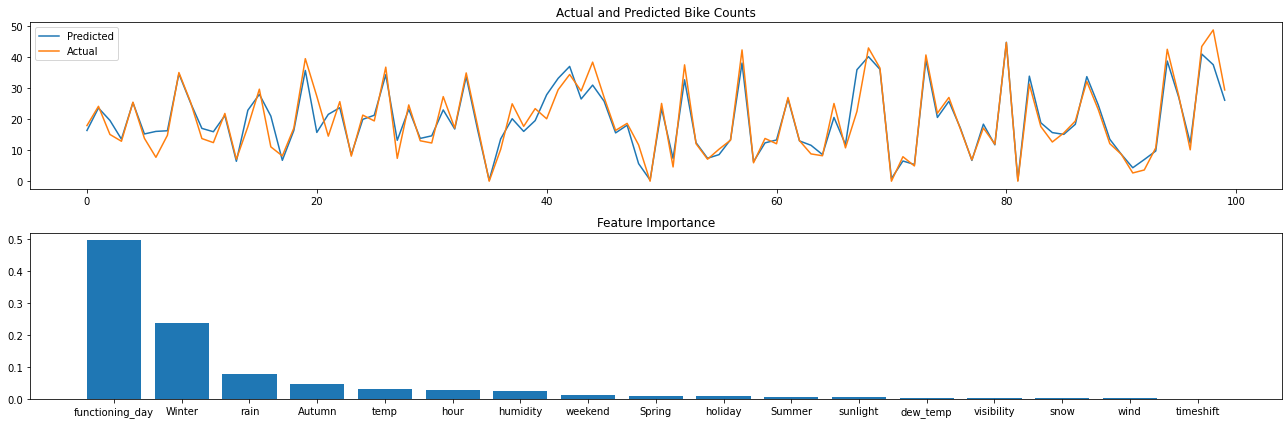 Actual and Predicted Bike Counts
50
40
30
20
10
0
Predicted
Actual
0 20 40 60 80 100
Feature Importance
0.5
0.4
0.3
0.2
0.1
0.0
functioning_day Winter rain Autumn temp hour humidity weekend Spring holiday Summer sunlight dew_temp visibility snow wind timeshift